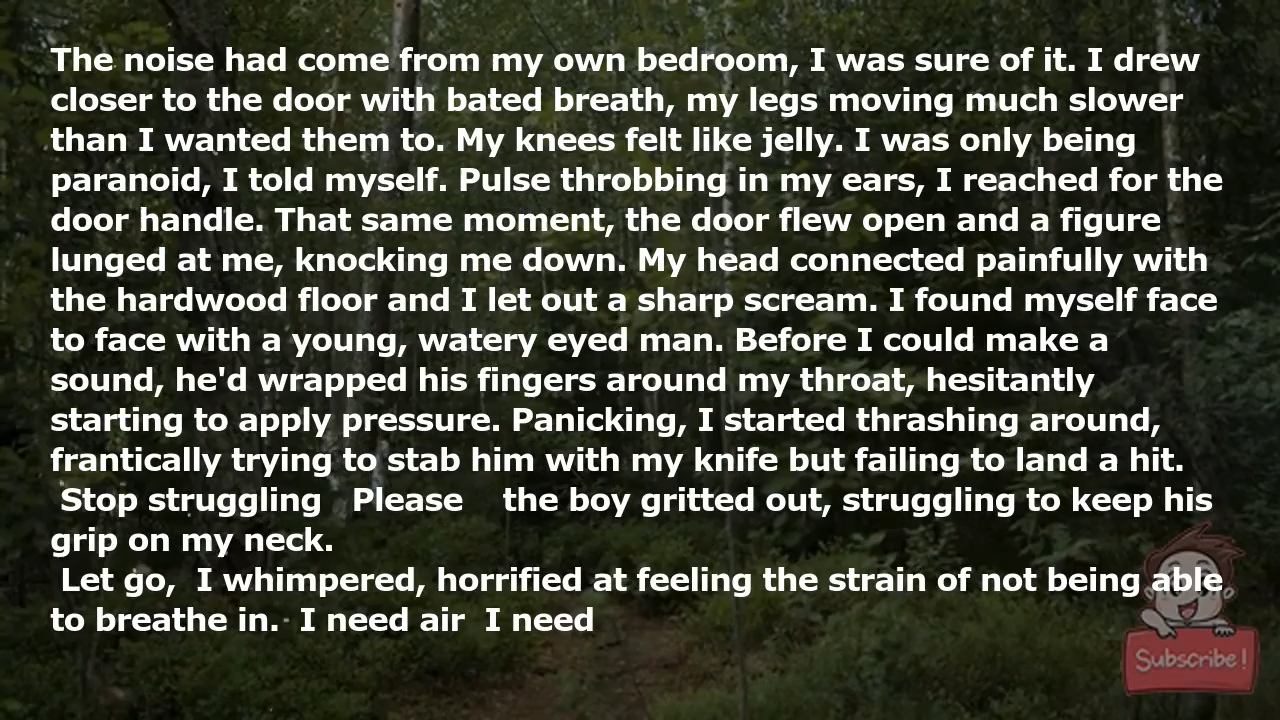 The noise had come from my own bedroom, I was sure of it. I drew
closer to the door with bated breath, my legs moving much slower
than I wanted them to. My knees felt like jelly. I was only being
paranoid, I told myself. Pulse throbbing in my ears, I reached for the
door handle. That same moment, the door flew open and a figure
lunged at me, knocking me down. My head connected painfully with
the hardwood floor and I let out a sharp scream. I found myself face
to face with a young, watery eyed man. Before I could make a
sound, he'd wrapped his fingers around my throat, hesitantly
starting to apply pressure. Panicking, I started thrashing around,
frantically trying to stab him with my knife but failing to land a hit.
Stop struggling   Please    the boy gritted out, struggling to keep his
grip on my neck.
Let go,  I whimpered, horrified at feeling the strain of not being able
to breathe in.  I need air  I need
Subscribe!